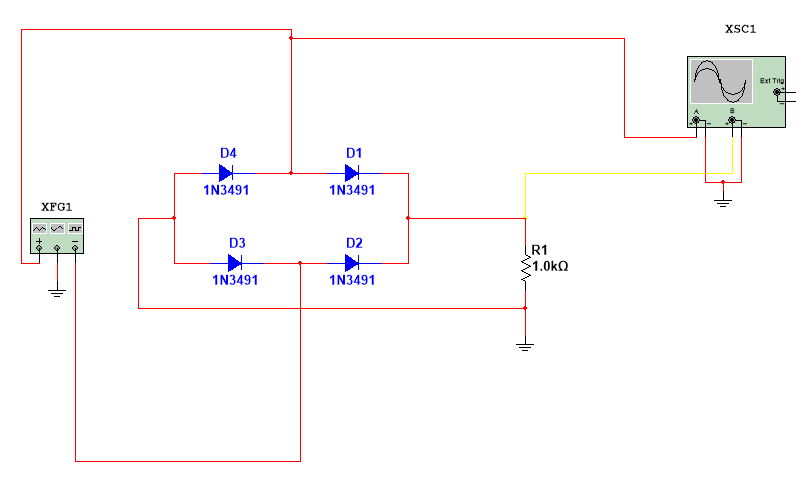 XSC1
Ext Trig
+
−
A
B
+ − + −
D4
D1
1N3491
1N3491
XFG1
+ −
D3
D2
1N3491
1N3491
R1
1.0kΩ